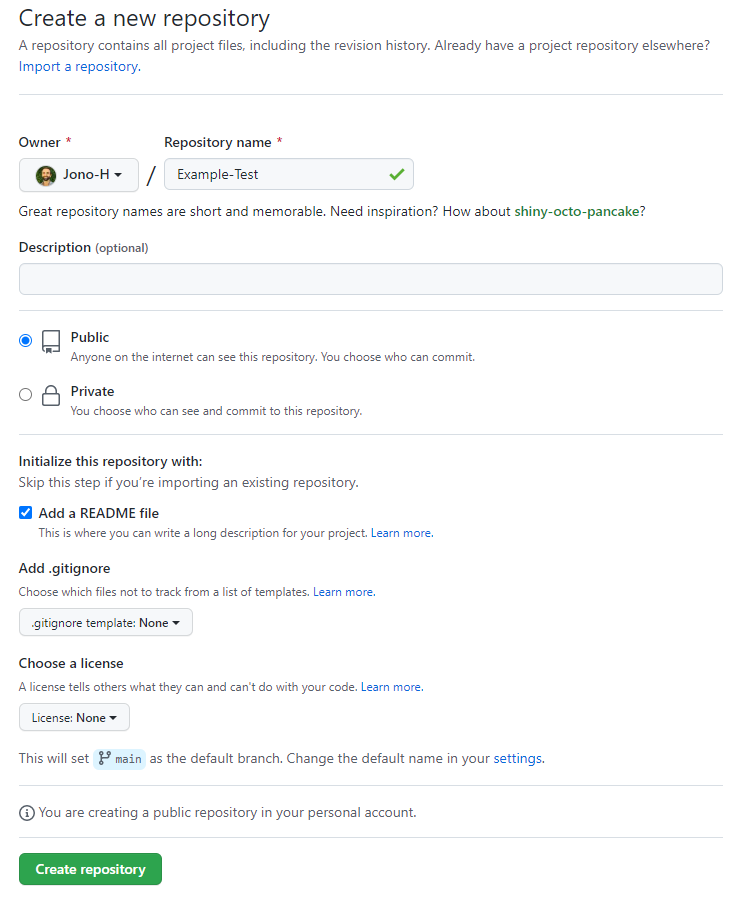 Create a new repository
A repository contains all project files, including the revision history. Already have a project repository elsewhere?
Import a repository.
Owner * Repository name *
Jono-H / Example-Test
Great repository names are short and memorable. Need inspiration? How about shiny-octo-pancake?
Description (optional)
Public
Anyone on the internet can see this repository. You choose who can commit.
Private
You choose who can see and commit to this repository.
Initialize this repository with:
Skip this step if you're importing an existing repository.
Add a README file
This is where you can write a long description for your project. Learn more.
Add .gitignore
Choose which files not to track from a list of templates. Learn more.
.gitignore template: None
Choose a license
A license tells others what they can and can't do with your code. Learn more.
License: None
This will set main as the default branch. Change the default name in your settings.
You are creating a public repository in your personal account.
Create repository